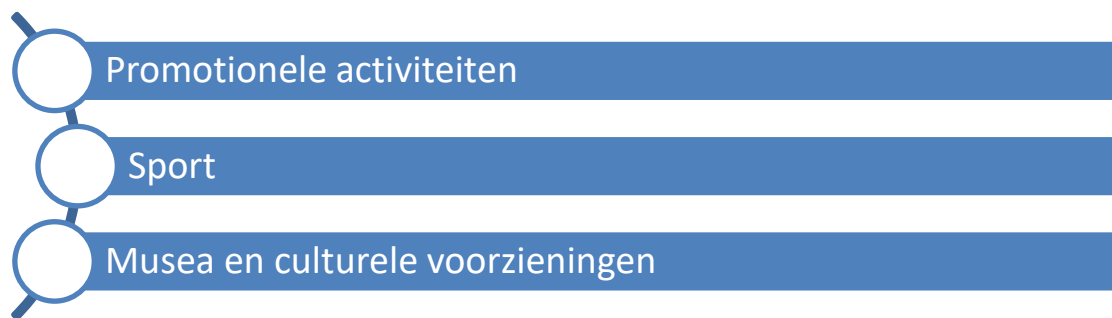 Promotionele activiteiten
Sport
Musea en culturele voorzieningen